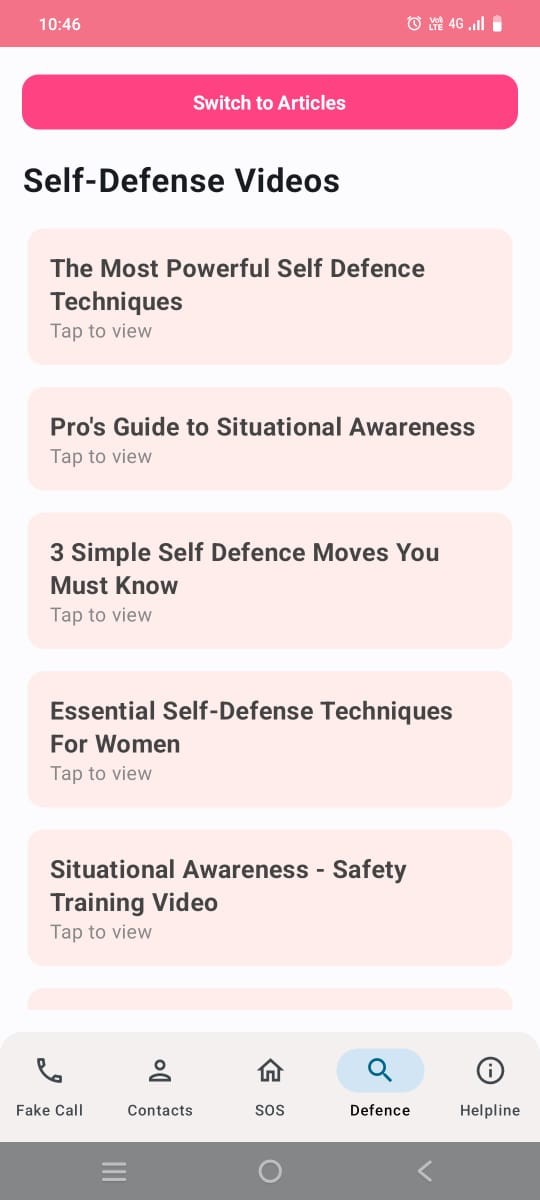 10:46
4G
Switch to Articles
Self-Defense Videos
The Most Powerful Self Defence
Techniques
Tap to view
Pro's Guide to Situational Awareness
Tap to view
3 Simple Self Defence Moves You
Must Know
Tap to view
Essential Self-Defense Techniques
For Women
Tap to view
Situational Awareness - Safety
Training Video
Tap to view
Fake Call
Contacts
SOS
Defence
Helpline